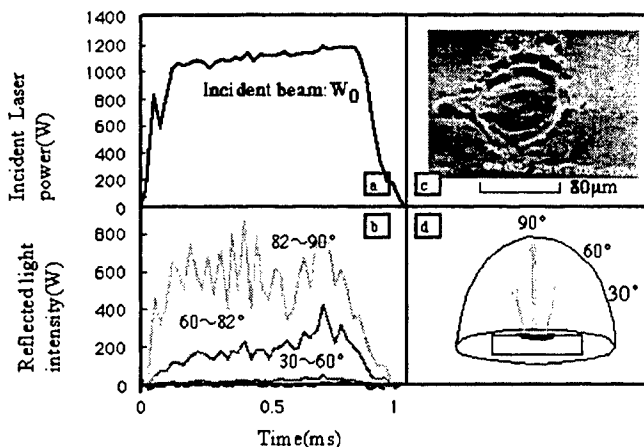 Incident Laser
power(W)
1400
1200
1000
800
600
400
200
0
Incident beam: W0
a
c
80μm
Reflected light
intensity(W)
800
600
400
200
0
b
82~90°
60~82°
30~60°
d
90°
60°
30°
0
0.5
1
Time(ms)